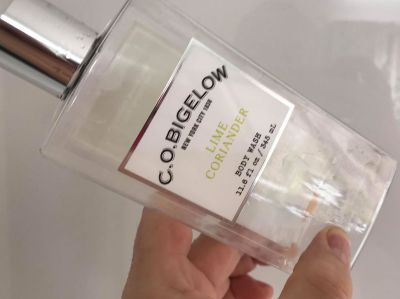 C.O.BIGELOW
NEW YORK CITY 1838
LIME
CORIANDER
BODY WASH
11.8 fl oz / 345 mL